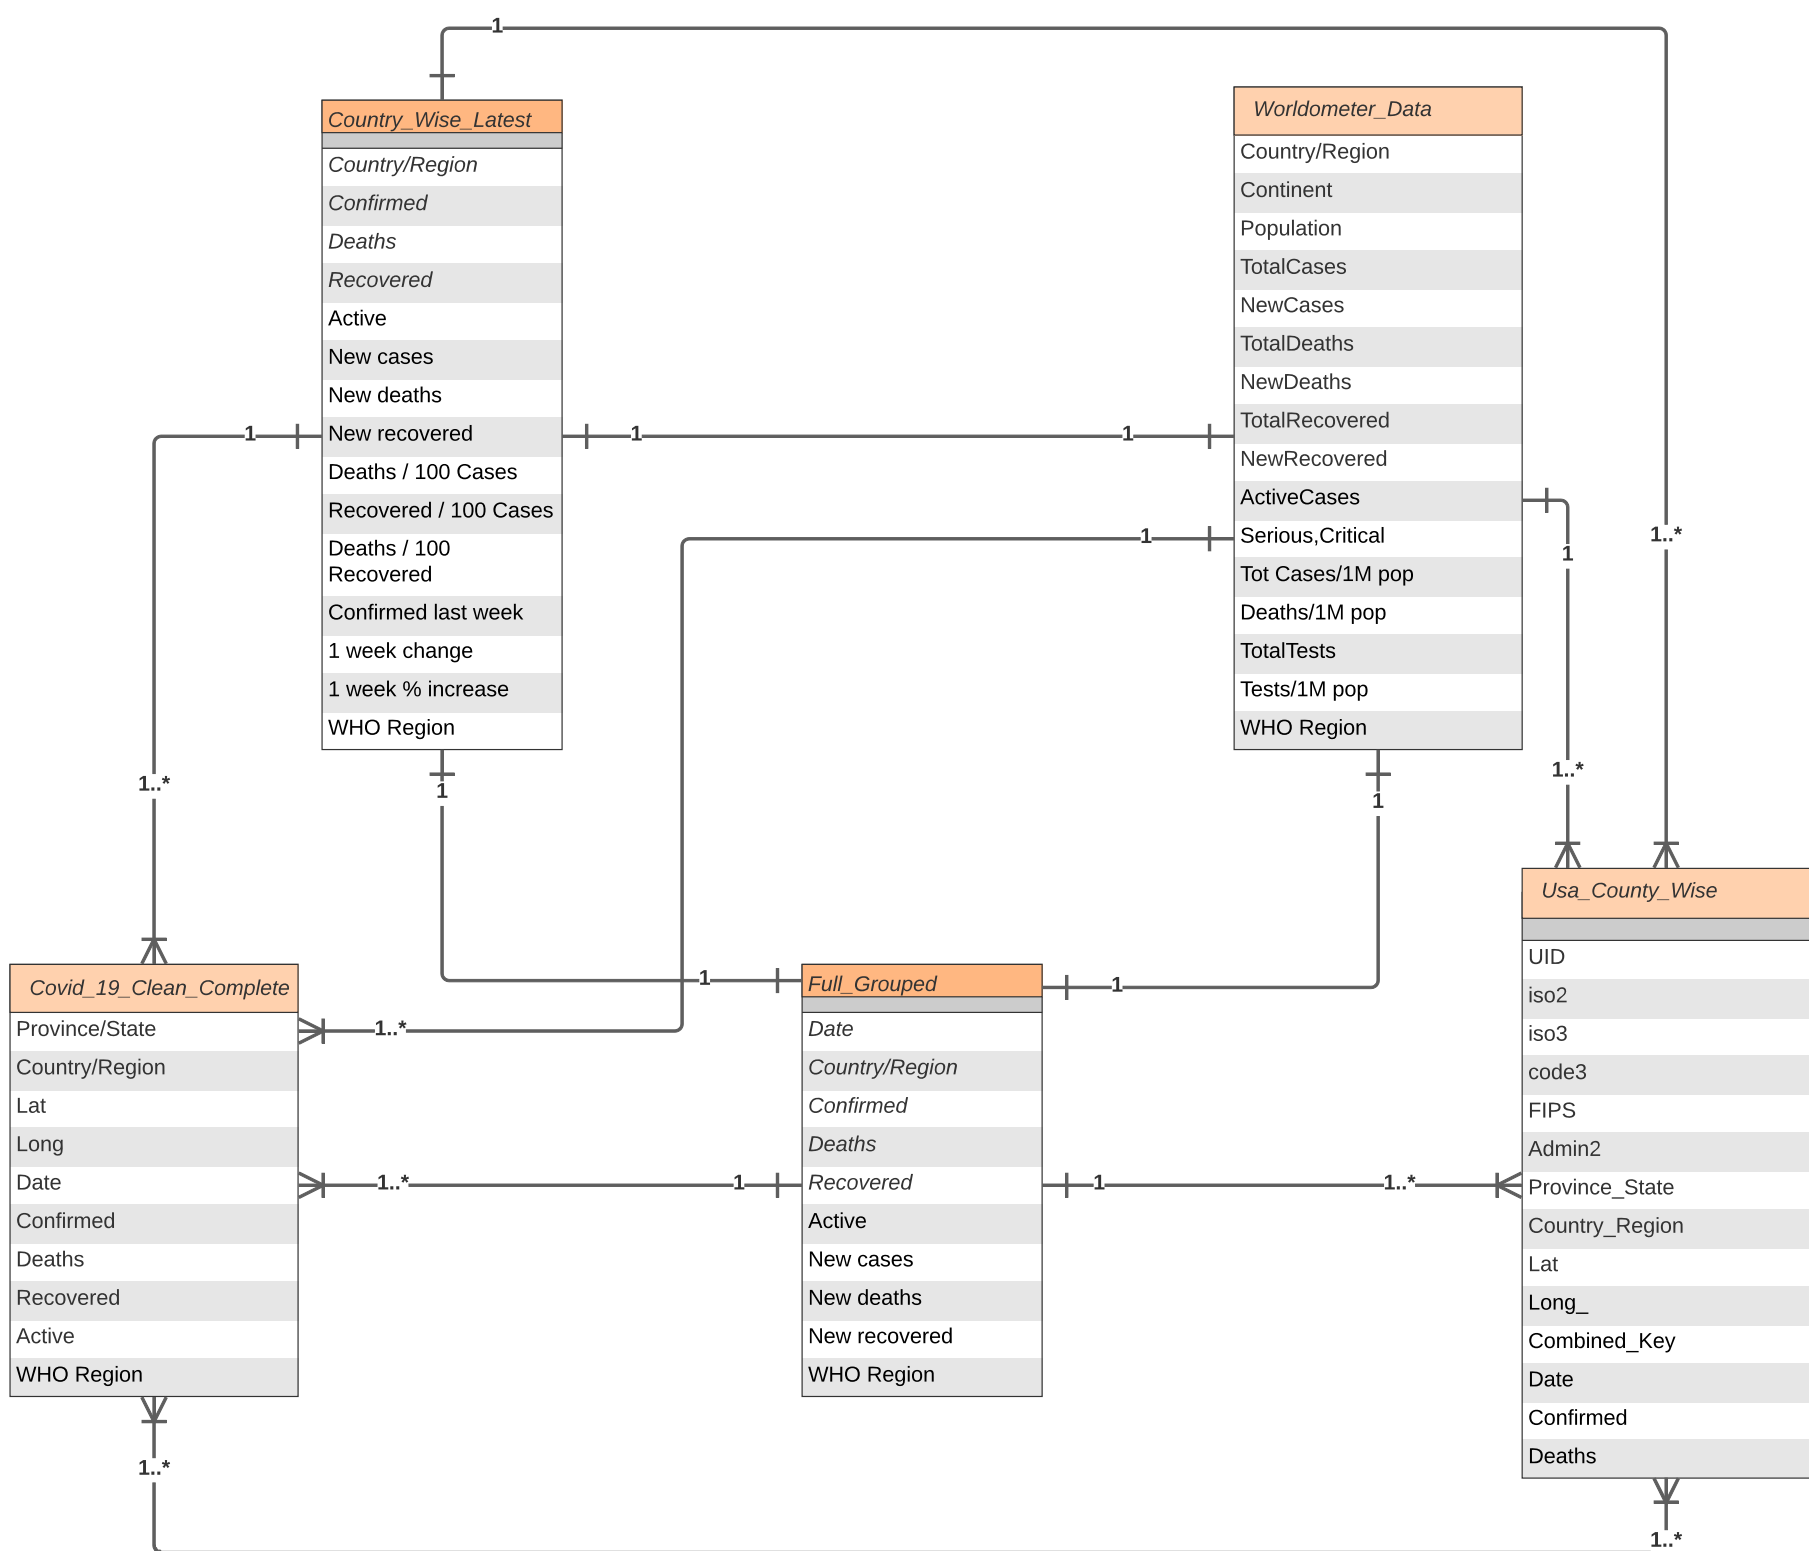 1
Country_Wise_Latest
Country/Region
Confirmed
Deaths
Recovered
Active
New cases
New deaths
New recovered
Deaths / 100 Cases
Recovered / 100 Cases
Deaths / 100
Recovered
Confirmed last week
1 week change
1 week % increase
WHO Region
Worldometer_Data
Country/Region
Continent
Population
TotalCases
NewCases
TotalDeaths
NewDeaths
TotalRecovered
NewRecovered
ActiveCases
Serious,Critical
Tot Cases/1M pop
Deaths/1M pop
TotalTests
Tests/1M pop
WHO Region
1
1
1
1
1
1..*
1..*
1..*
1
1
1
1
1..*
Covid_19_Clean_Complete
Province/State
Country/Region
Lat
Long
Date
Confirmed
Deaths
Recovered
Active
WHO Region
1..*
1
Full_Grouped
Date
Country/Region
Confirmed
Deaths
Recovered
Active
New cases
New deaths
New recovered
WHO Region
1
1..*
Usa_County_Wise
UID
iso2
iso3
code3
FIPS
Admin2
Province_State
Country_Region
Lat
Long_
Combined_Key
Date
Confirmed
Deaths
1..*
1..*